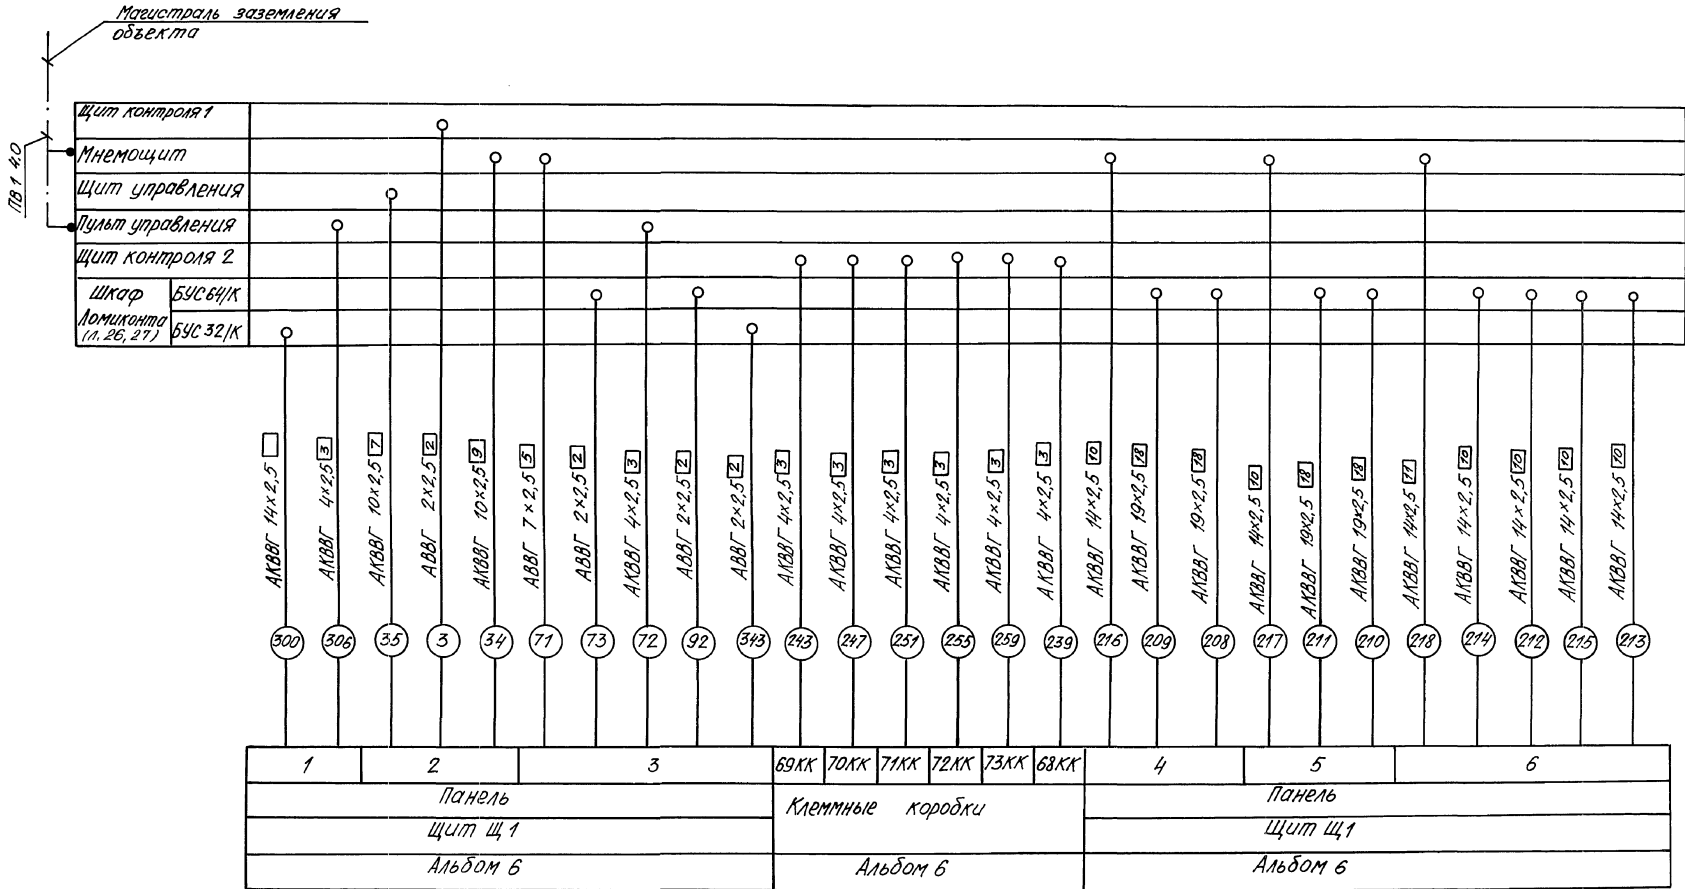 Магистраль заземления
объекта
ПВ1 4.0
Щит контроля 1
Мнемощит
Щит управления
Пульт управления
Щит контроля 2
Шкаф
Ломиконта
(л. 26, 27)
БУС64/К
БУС32/К
АКВВГ 14×2,5
АКВВГ 4×2,5 3
АКВВГ 10×2,5 7
АВВГ 2×2,5 2
АКВВГ 10×2,5 9
АВВГ 7×2,5 5
АВВГ 2×2,5 2
АКВВГ 4×2,5 3
АВВГ 2×2,5 2
АВВГ 2×2,5 2
АКВВГ 4×2,5 3
АКВВГ 4×2,5 3
АКВВГ 4×2,5 3
АКВВГ 4×2,5 3
АКВВГ 4×2,5 3
АКВВГ 4×2,5 3
АКВВГ 14×2,5 10
АКВВГ 19×2,5 18
АКВВГ 19×2,5 18
АКВВГ 14×2,5 10
АКВВГ 19×2,5 18
АКВВГ 19×2,5 18
АКВВГ 14×2,5 11
АКВВГ 14×2,5 10
АКВВГ 14×2,5 10
АКВВГ 14×2,5 10
АКВВГ 14×2,5 10
300 306 35 3 34 71 73 72 92 343 243 247 251 255 259 239 216 209 208 217 211 210 218 214 212 215 213
1 2 3 69КК 70КК 71КК 72КК 73КК 68КК 4 5 6
Панель
Щит Щ1
Альбом 6
Клеммные коробки
Альбом 6
Панель
Щит Щ1
Альбом 6